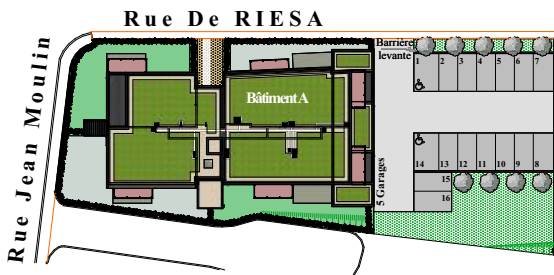 Rue De RIESA
Rue Jean Moulin
Bâtiment A
Barrière
levante
1 2 3 4 5 6 7
14 13 12 11 10 9 8
15
16
5 Garages